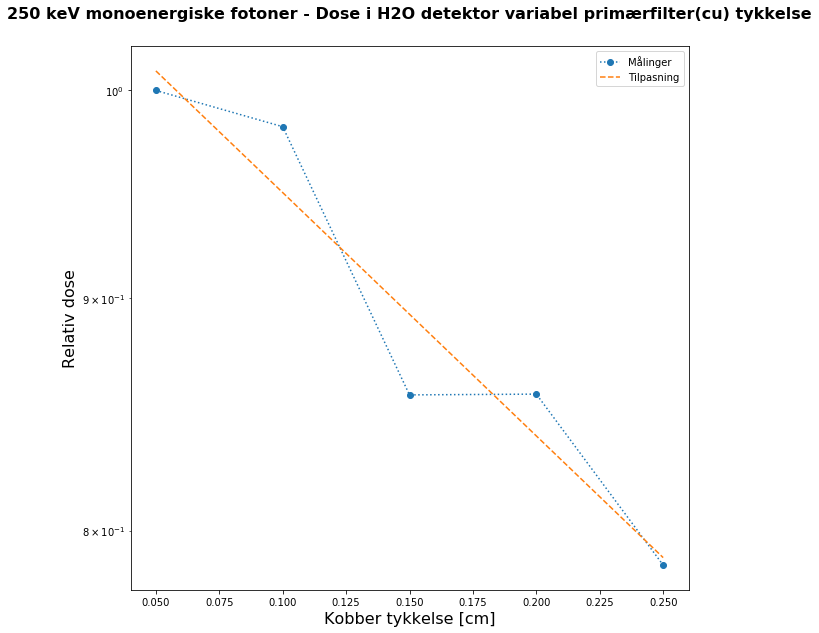 250 keV monoenergiske fotoner - Dose i H2O detektor variabel primærfilter(cu) tykkelse
Målinger
Tilpasning
10⁰
9 × 10⁻¹
8 × 10⁻¹
Relativ dose
0.050 0.075 0.100 0.125 0.150 0.175 0.200 0.225 0.250
Kobber tykkelse [cm]